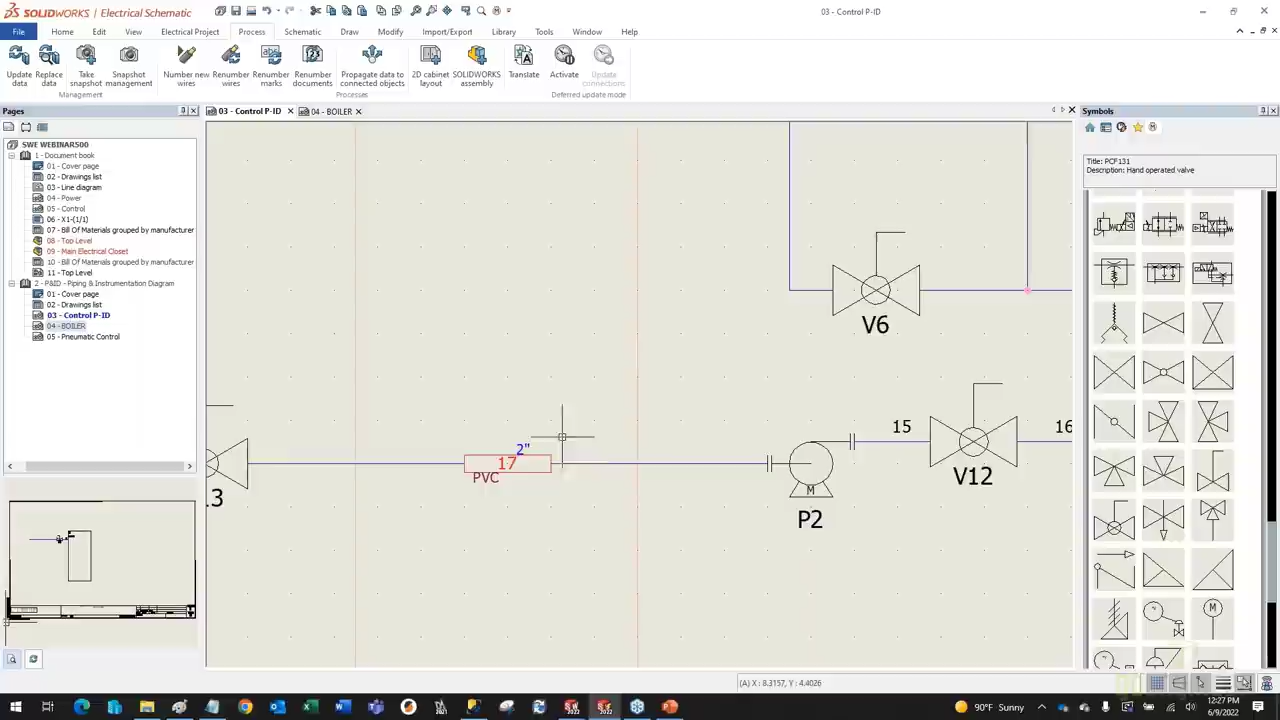 SOLIDWORKS | Electrical Schematic
03 - Control P-ID
File Home Edit View Electrical Project Process Schematic Draw Modify Import/Export Library Tools Window Help
Update data
Replace data
Take snapshot
Snapshot management
Number new wires
Renumber wires
Renumber marks
Renumber documents
Propagate data to connected objects
2D cabinet layout
SOLIDWORKS assembly
Translate
Activate
Update connections
Management
Processes
Deferred update mode
Pages
03 - Control P-ID
04 - BOILER
Symbols
SWE WEBINAR500
1 - Document book
01 - Cover page
02 - Drawings list
03 - Line diagram
04 - Power
05 - Control
06 - X1-(1/1)
07 - Bill Of Materials grouped by manufacturer
08 - Top Level
09 - Main Electrical Closet
10 - Bill Of Materials grouped by manufacturer
11 - Top Level
2 - P&ID - Piping & Instrumentation Diagram
01 - Cover page
02 - Drawings list
03 - Control P-ID
04 - BOILER
05 - Pneumatic Control
Title: PCF131
Description: Hand operated valve
V6
15
16
2"
17
PVC
M
.3
P2
V12
M
(A) X : 8.3157, Y : 4.4026
90°F Sunny
12:27 PM
6/9/2022